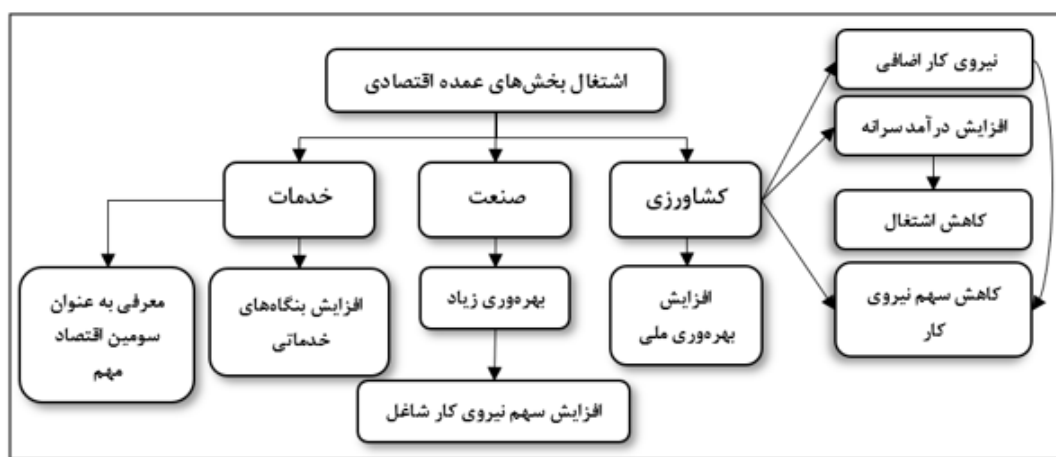 اشتغال بخش‌های عمده اقتصادی
نیروی کار اضافی
افزایش درآمد سرانه
کشاورزی
صنعت
خدمات
کاهش اشتغال
کاهش سهم نیروی
کار
افزایش
بهره‌وری ملی
بهره‌وری زیاد
افزایش بنگاه‌های
خدماتی
معرفی به عنوان
سومین اقتصاد
مهم
افزایش سهم نیروی کار شاغل